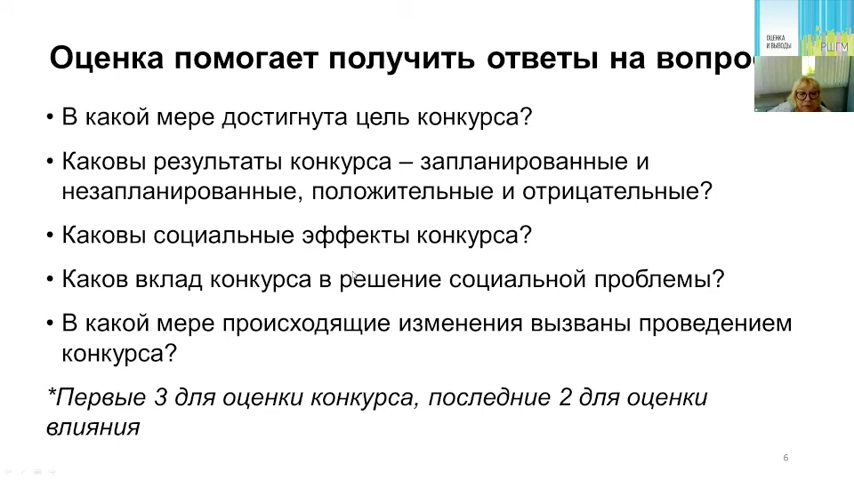 Оценка помогает получить ответы на
• В какой мере достигнута цель конкурса?
• Каковы результаты конкурса – запланированные и
незапланированные, положительные и отрицательные?
• Каковы социальные эффекты конкурса?
• Каков вклад конкурса в решение социальной проблемы?
• В какой мере происходящие изменения вызваны проведением
конкурса?
*Первые 3 для оценки конкурса, последние 2 для оценки
влияния
6
ОЦЕНКА
И ВЫВОДЫ
РШГМ